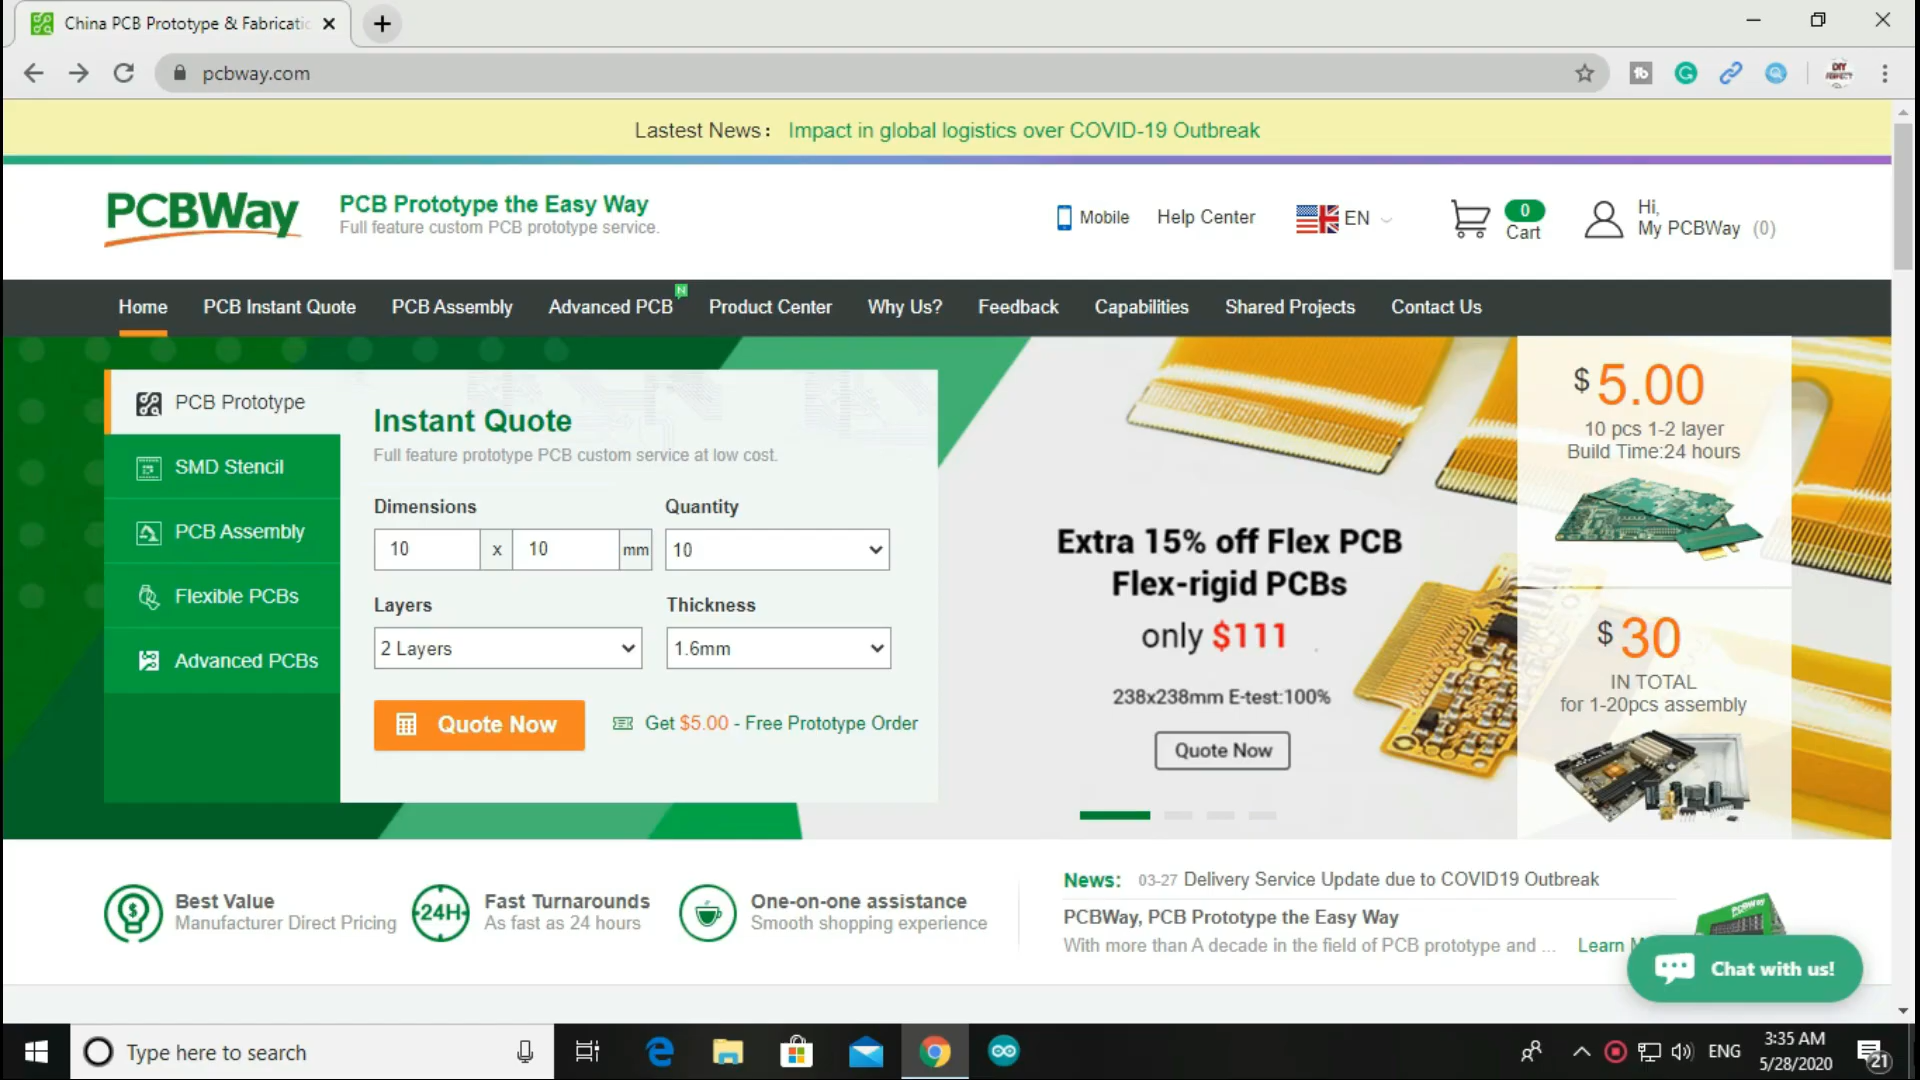 China PCB Prototype & Fabricati
pcbway.com
Lastest News： Impact in global logistics over COVID-19 Outbreak
PCBWay
PCB Prototype the Easy Way
Full feature custom PCB prototype service.
Mobile
Help Center
EN
0
Cart
Hi,
My PCBWay (0)
Home
PCB Instant Quote
PCB Assembly
Advanced PCB
N
Product Center
Why Us?
Feedback
Capabilities
Shared Projects
Contact Us
PCB Prototype
SMD Stencil
PCB Assembly
Flexible PCBs
Advanced PCBs
Instant Quote
Full feature prototype PCB custom service at low cost.
Dimensions
Quantity
10 x 10 mm
10
Layers
Thickness
2 Layers
1.6mm
Quote Now
Get $5.00 - Free Prototype Order
Extra 15% off Flex PCB
Flex-rigid PCBs
only $111
238x238mm E-test:100%
Quote Now
$ 5.00
10 pcs 1-2 layer
Build Time:24 hours
$ 30
IN TOTAL
for 1-20pcs assembly
Best Value
Manufacturer Direct Pricing
24H
Fast Turnarounds
As fast as 24 hours
One-on-one assistance
Smooth shopping experience
News: 03-27 Delivery Service Update due to COVID19 Outbreak
PCBWay, PCB Prototype the Easy Way
With more than A decade in the field of PCB prototype and ... Learn M
PCBWay
Chat with us!
Type here to search
ENG
3:35 AM
5/28/2020
21